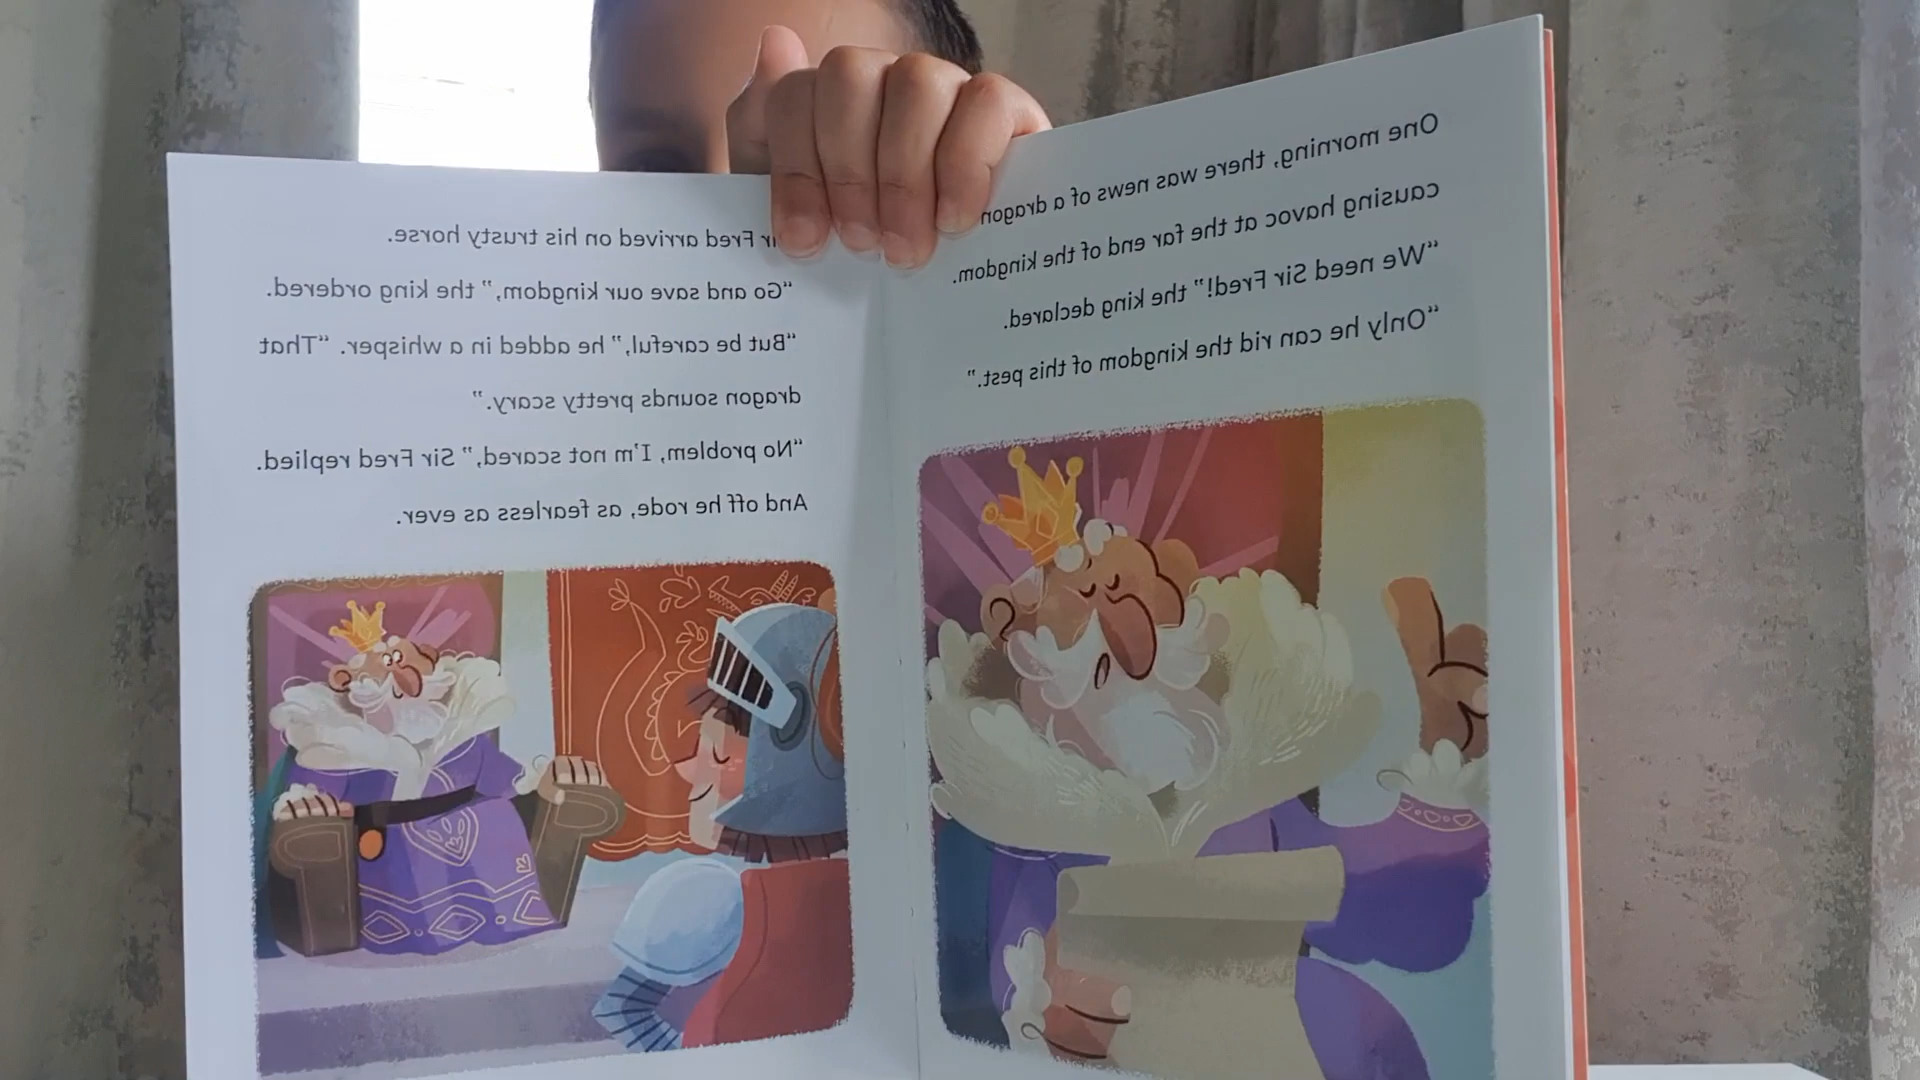 One morning, there was news of a dragon
causing havoc at the far end of the kingdom.
“We need Sir Fred!” the king declared.
“Only he can rid the kingdom of this pest.”
Fred arrived on his trusty horse.
“Go and save our kingdom,” the king ordered.
“But be careful,” he added in a whisper. “That
dragon sounds pretty scary.”
“No problem, I'm not scared,” Sir Fred replied.
And off he rode, as fearless as ever.